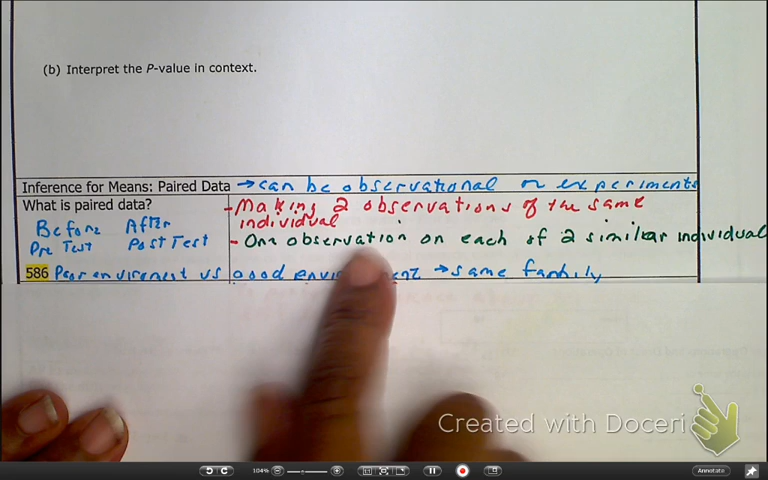 (b) Interpret the P-value in context.
Inference for Means: Paired Data → can be observational or experiments
What is paired data?
- Making 2 observations of the same
individual
Before After
Pre Test Post Test
- One observation on each of 2 similar individual
586 Poor enviroment vs good environment → same family
Created with Doceri
104%
Annotate